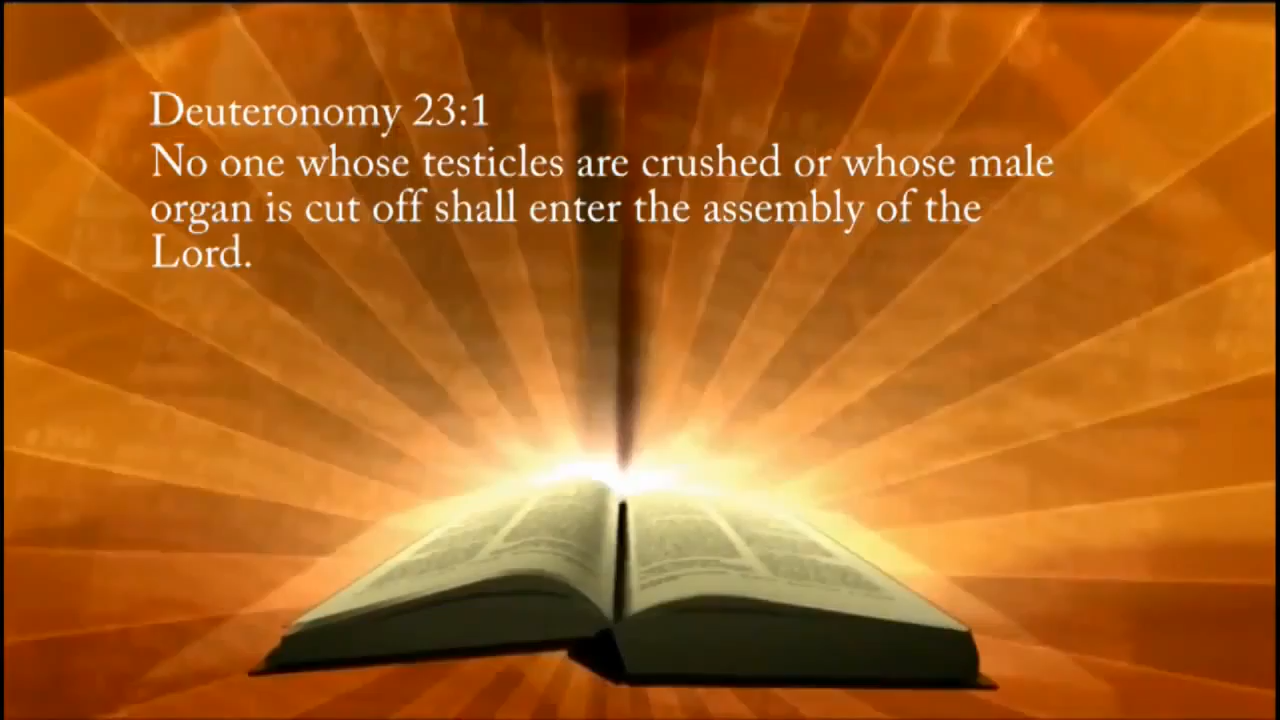 Deuteronomy 23:1
No one whose testicles are crushed or whose male
organ is cut off shall enter the assembly of the
Lord.